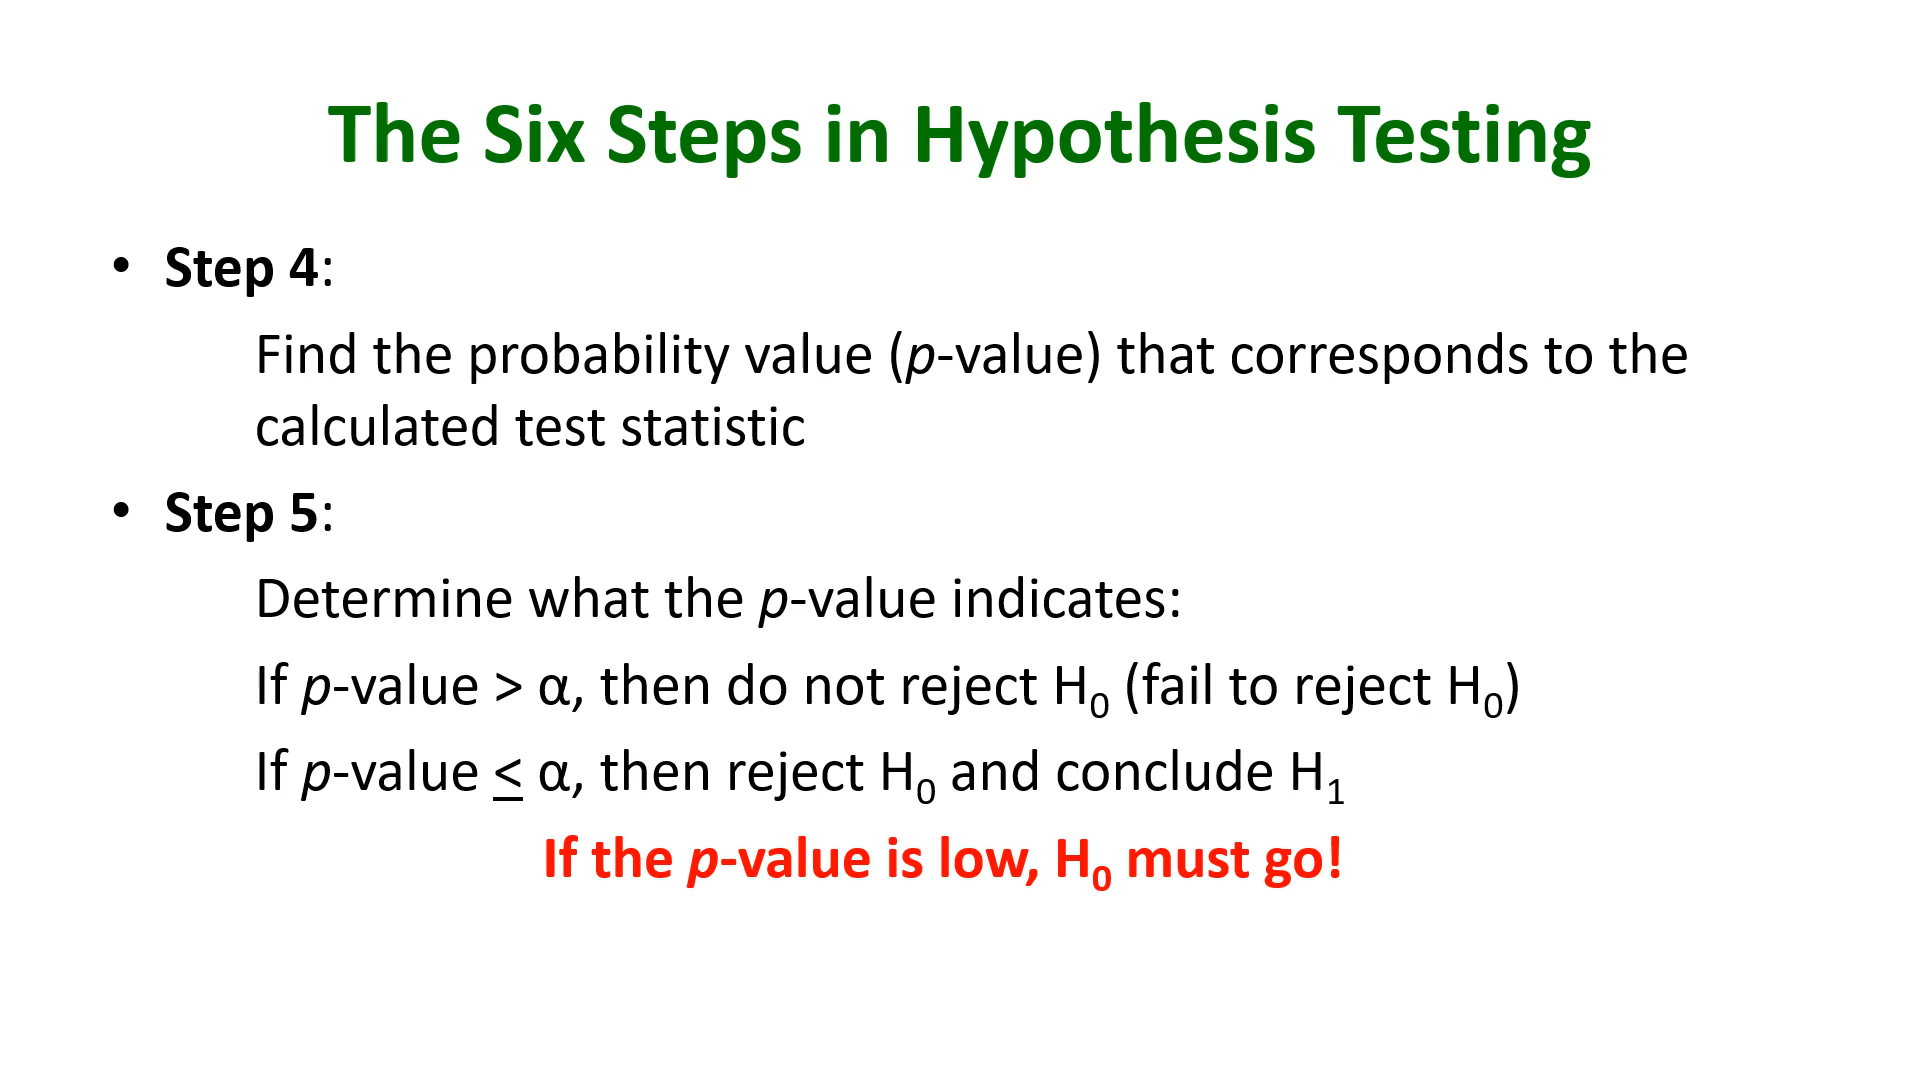 The Six Steps in Hypothesis Testing
• Step 4:
Find the probability value (p-value) that corresponds to the
calculated test statistic
• Step 5:
Determine what the p-value indicates:
If p-value > α, then do not reject H₀ (fail to reject H₀)
If p-value ≤ α, then reject H₀ and conclude H₁
If the p-value is low, H₀ must go!